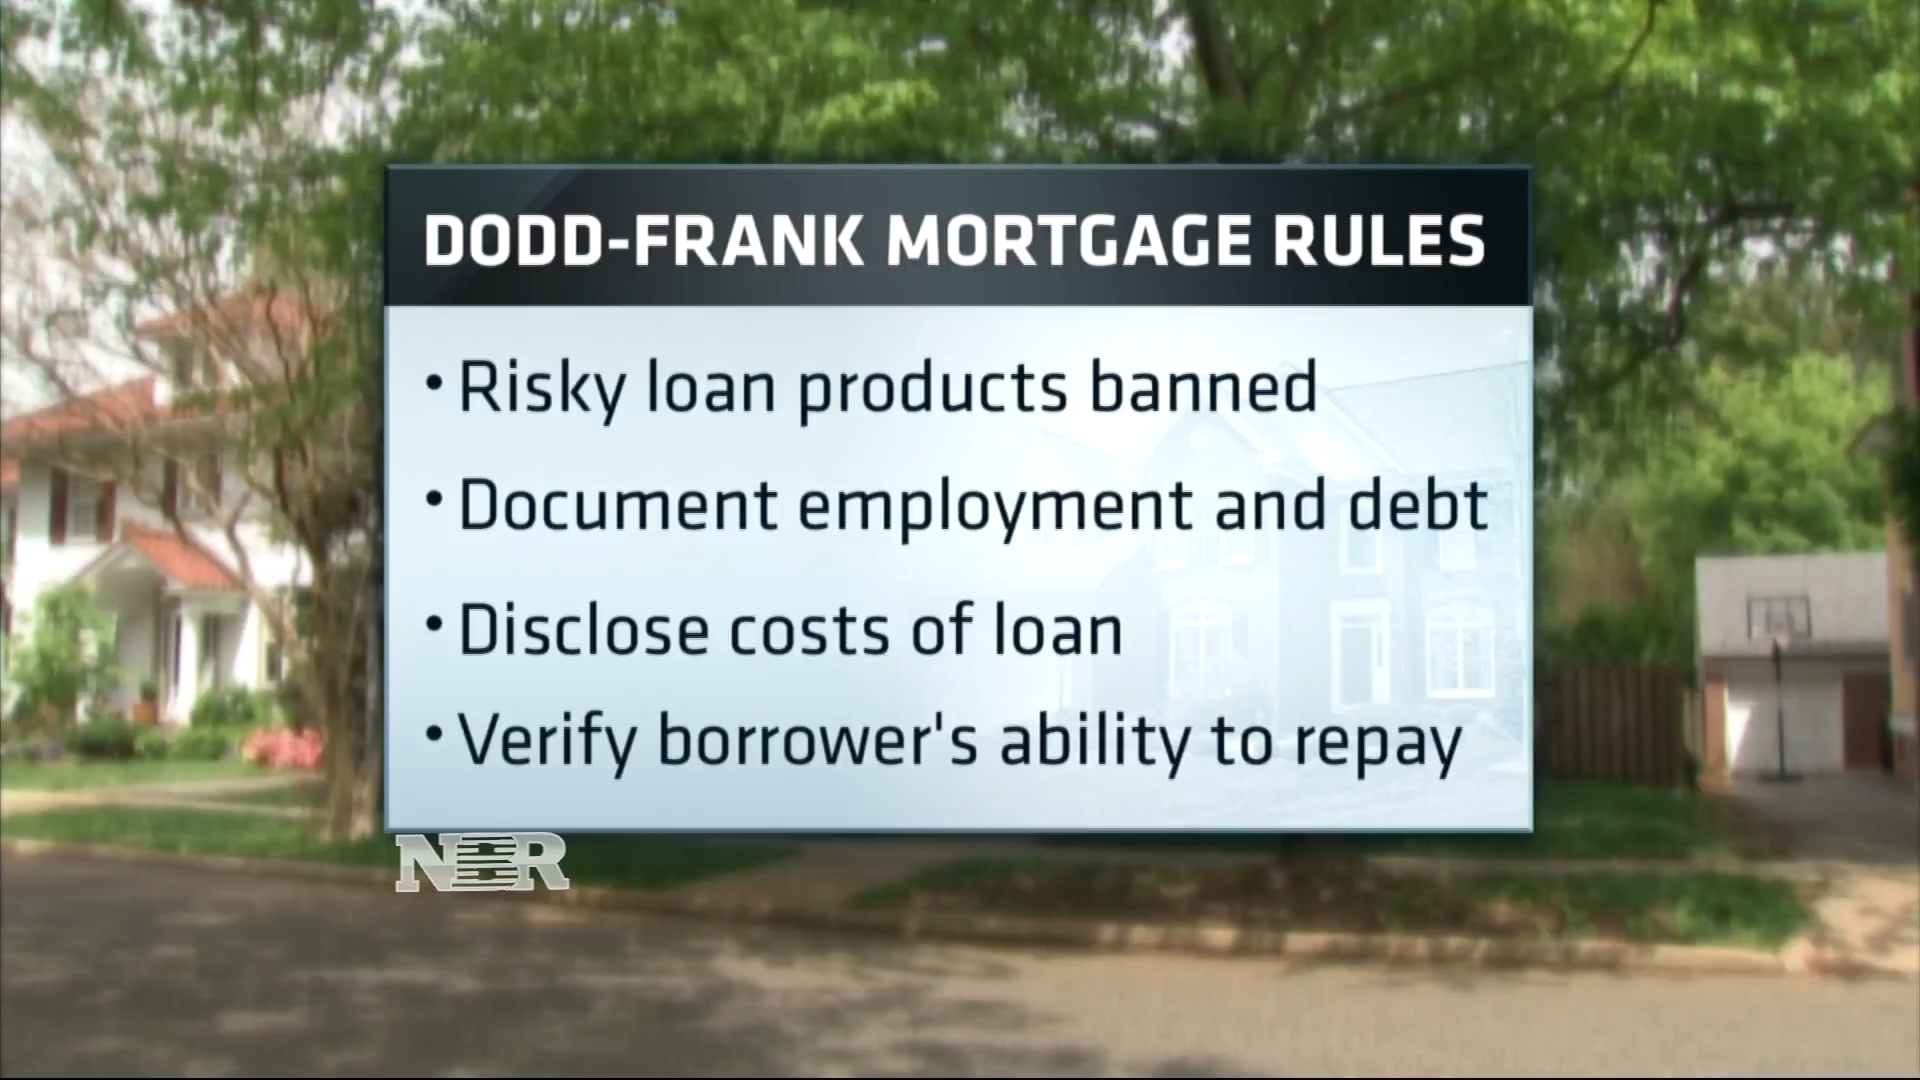 DODD-FRANK MORTGAGE RULES
• Risky loan products banned
• Document employment and debt
• Disclose costs of loan
• Verify borrower's ability to repay
NBR